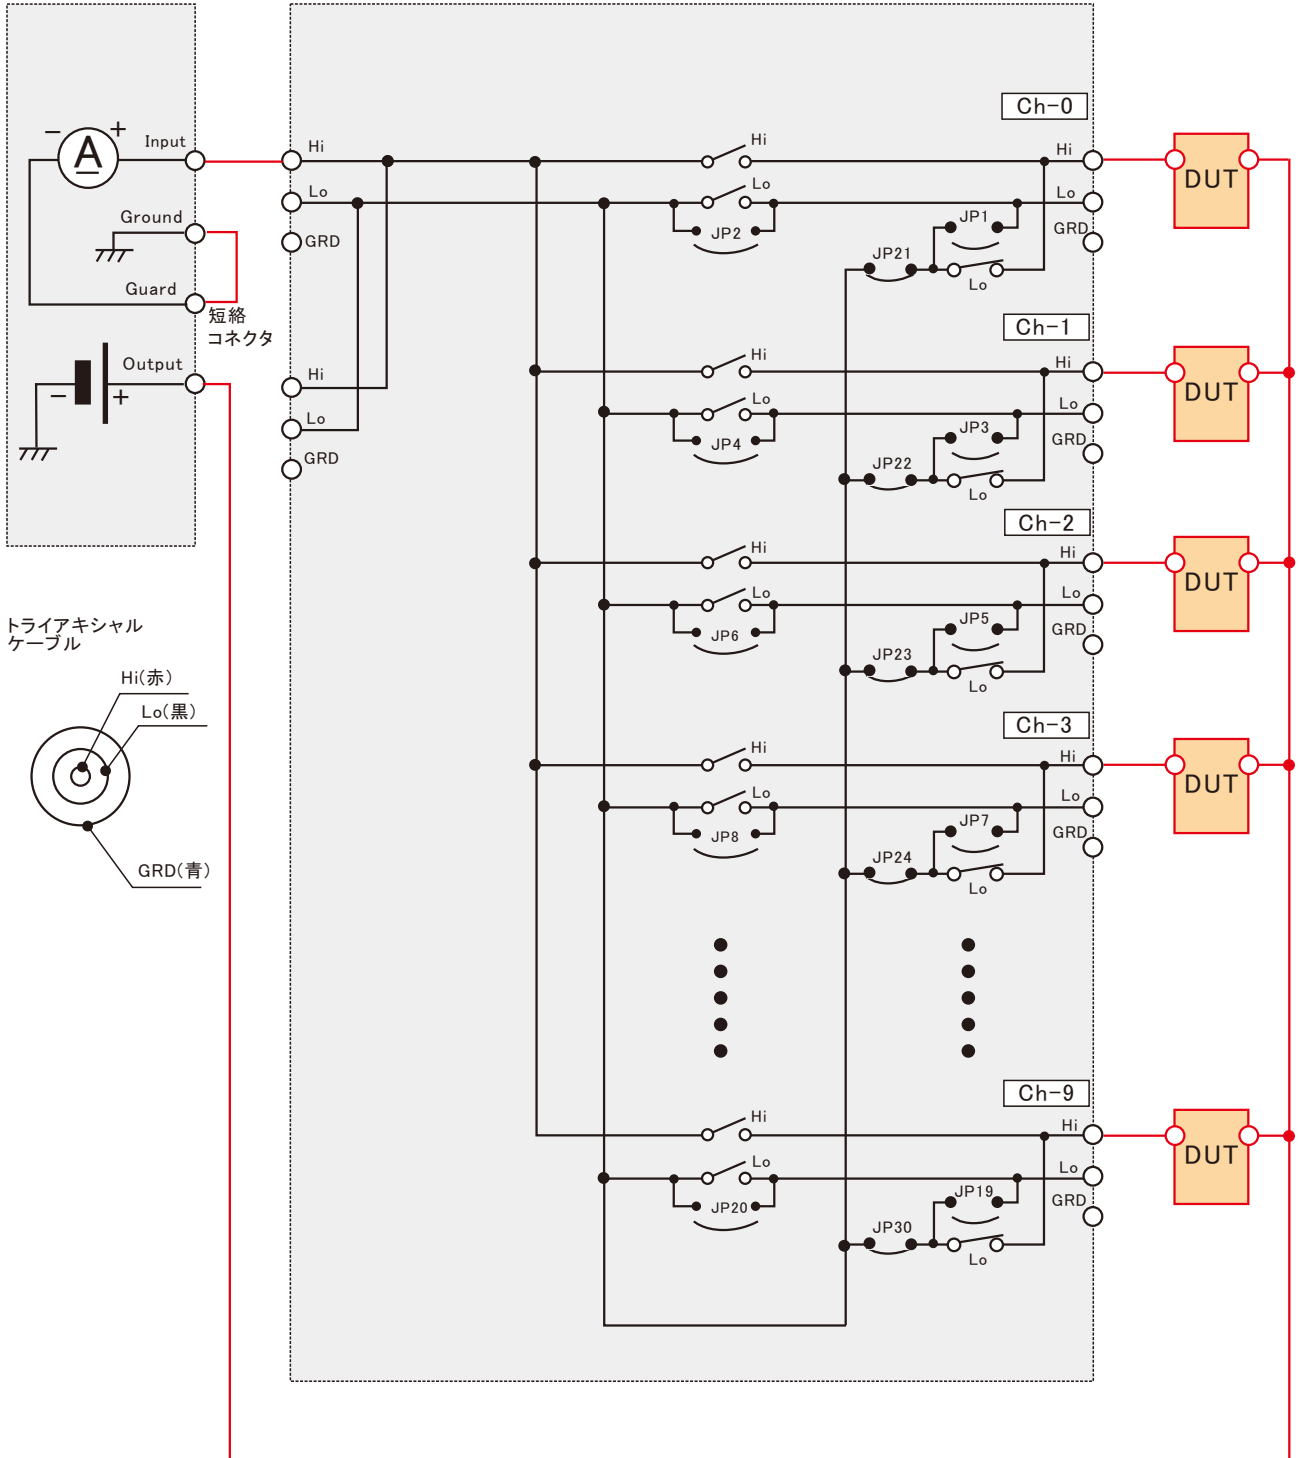 A
−
+
Input
Ground
Guard
短絡
コネクタ
Output
−
+
トライアキシャル
ケーブル
Hi(赤)
Lo(黒)
GRD(青)
Hi
Lo
GRD
Hi
Lo
GRD
Ch-0
Hi
Lo
JP2
Hi
Lo
GRD
JP1
JP21
Lo
DUT
Ch-1
Hi
Lo
JP4
Hi
Lo
GRD
JP3
JP22
Lo
DUT
Ch-2
Hi
Lo
JP6
Hi
Lo
GRD
JP5
JP23
Lo
DUT
Ch-3
Hi
Lo
JP8
Hi
Lo
GRD
JP7
JP24
Lo
DUT
Ch-9
Hi
Lo
JP20
Hi
Lo
GRD
JP19
JP30
Lo
DUT